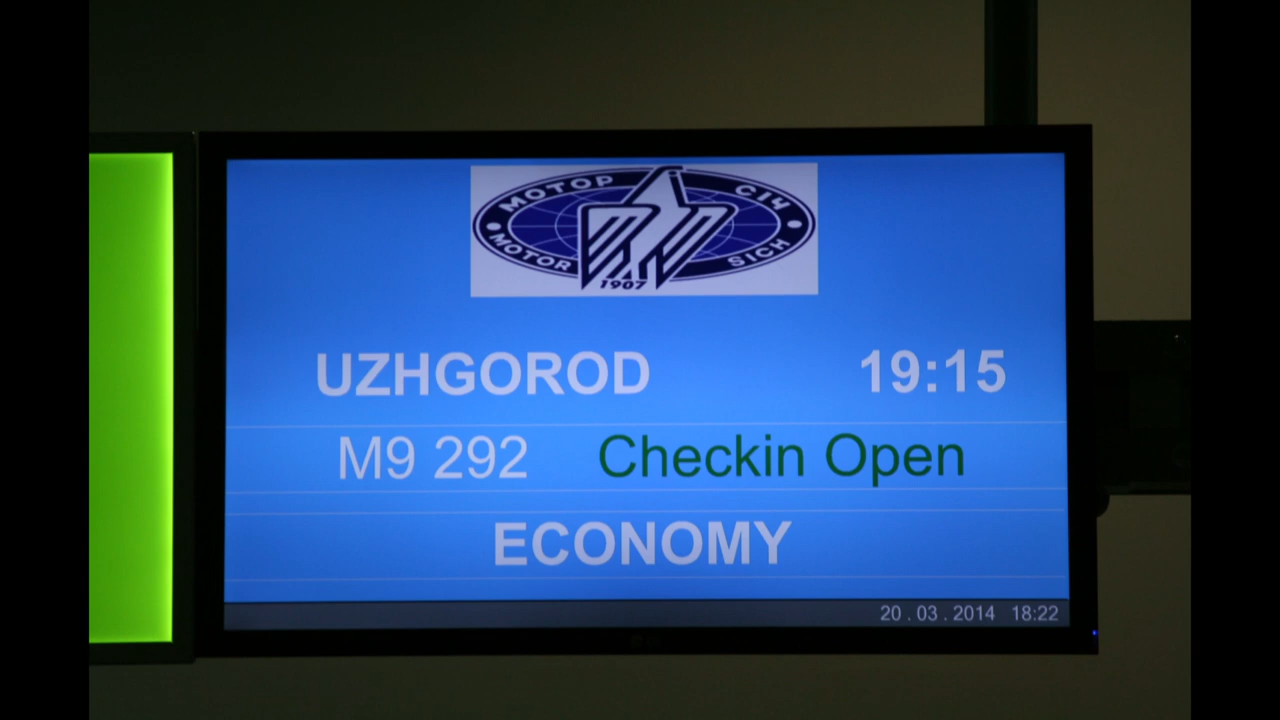 МОТОР СІЧ
MOTOR SICH
1907
UZHGOROD 19:15
M9 292 Checkin Open
ECONOMY
20 . 03 . 2014 18:22